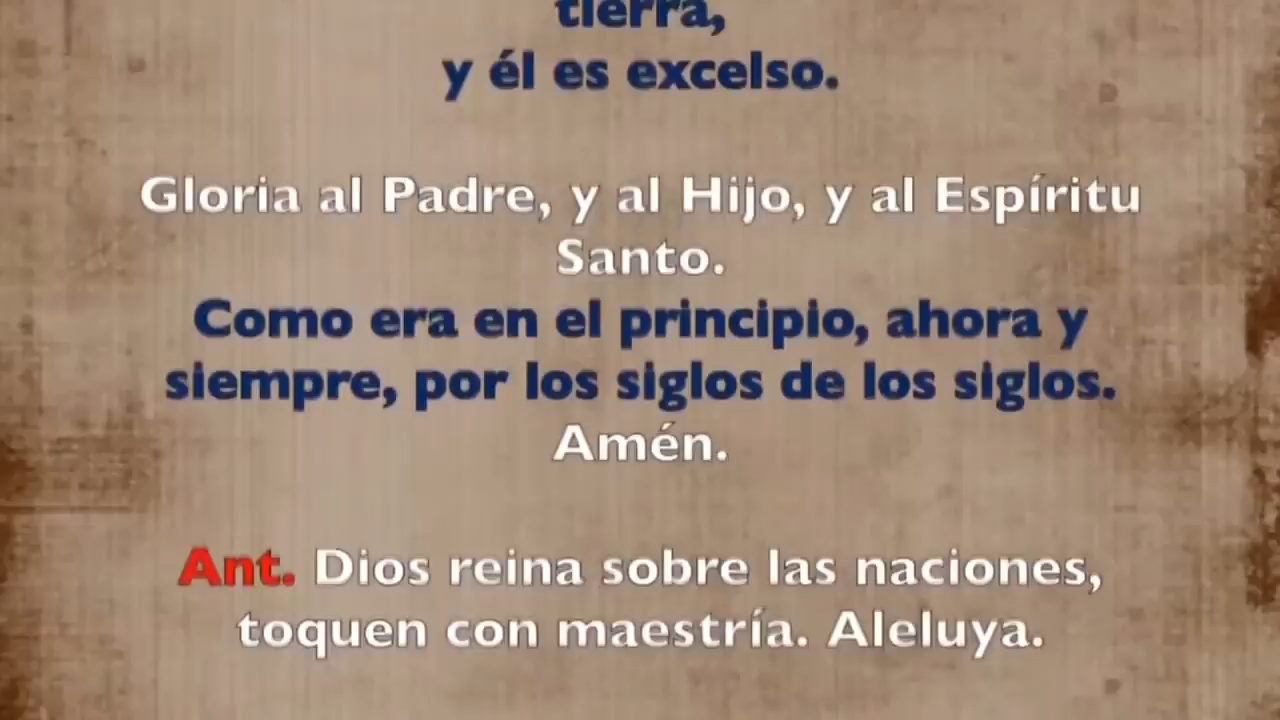 tierra,
y él es excelso.
Gloria al Padre, y al Hijo, y al Espíritu
Santo.
Como era en el principio, ahora y
siempre, por los siglos de los siglos.
Amén.
Ant. Dios reina sobre las naciones,
toquen con maestría. Aleluya.